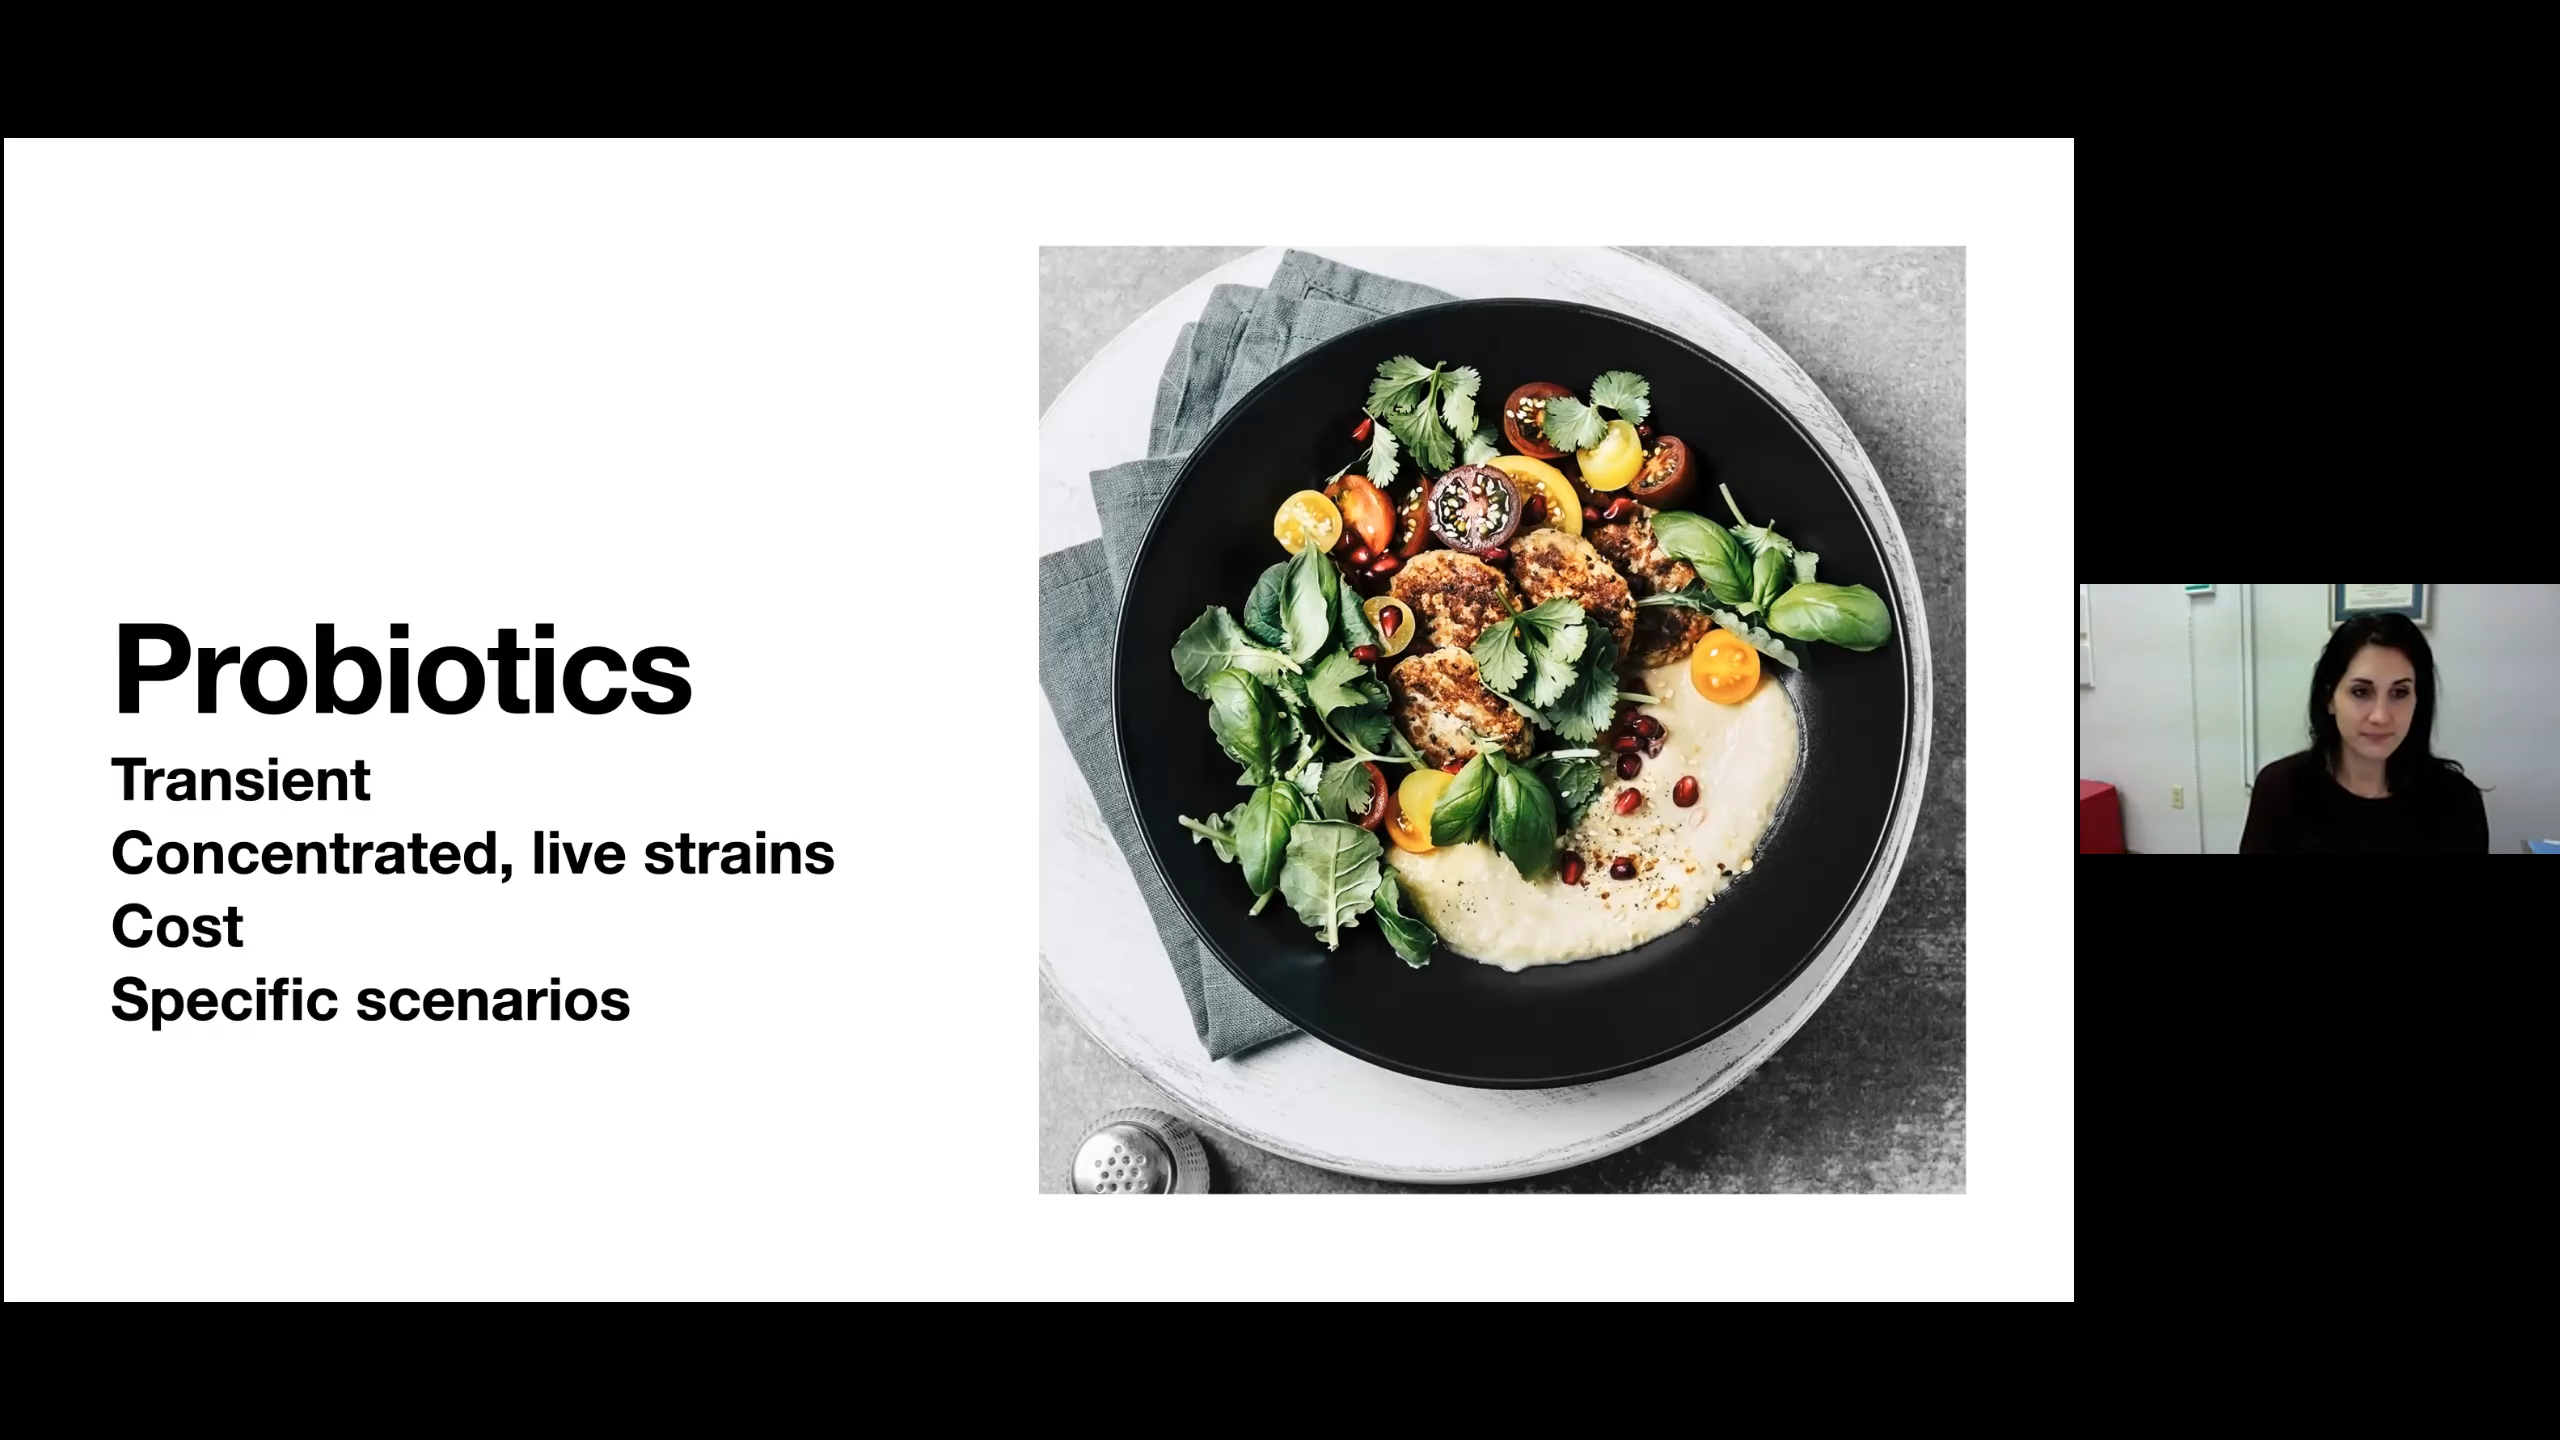 Probiotics
Transient
Concentrated, live strains
Cost
Specific scenarios